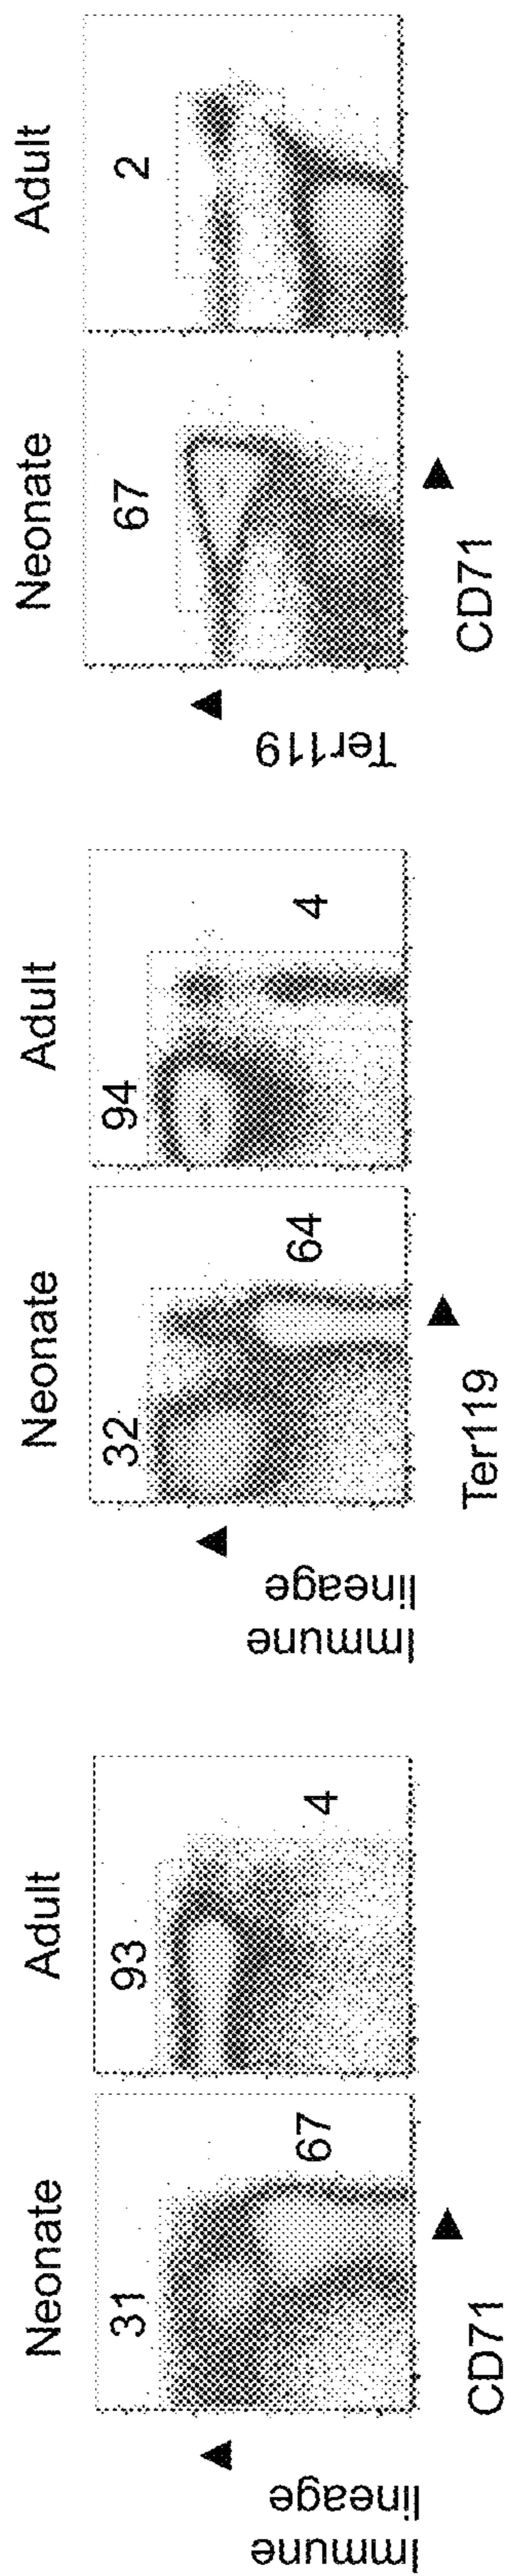 Neonate
Adult
31
93
67
4
Immune
lineage
CD71
Neonate
Adult
32
94
64
4
Immune
lineage
Ter119
Neonate
Adult
67
2
Ter119
CD71